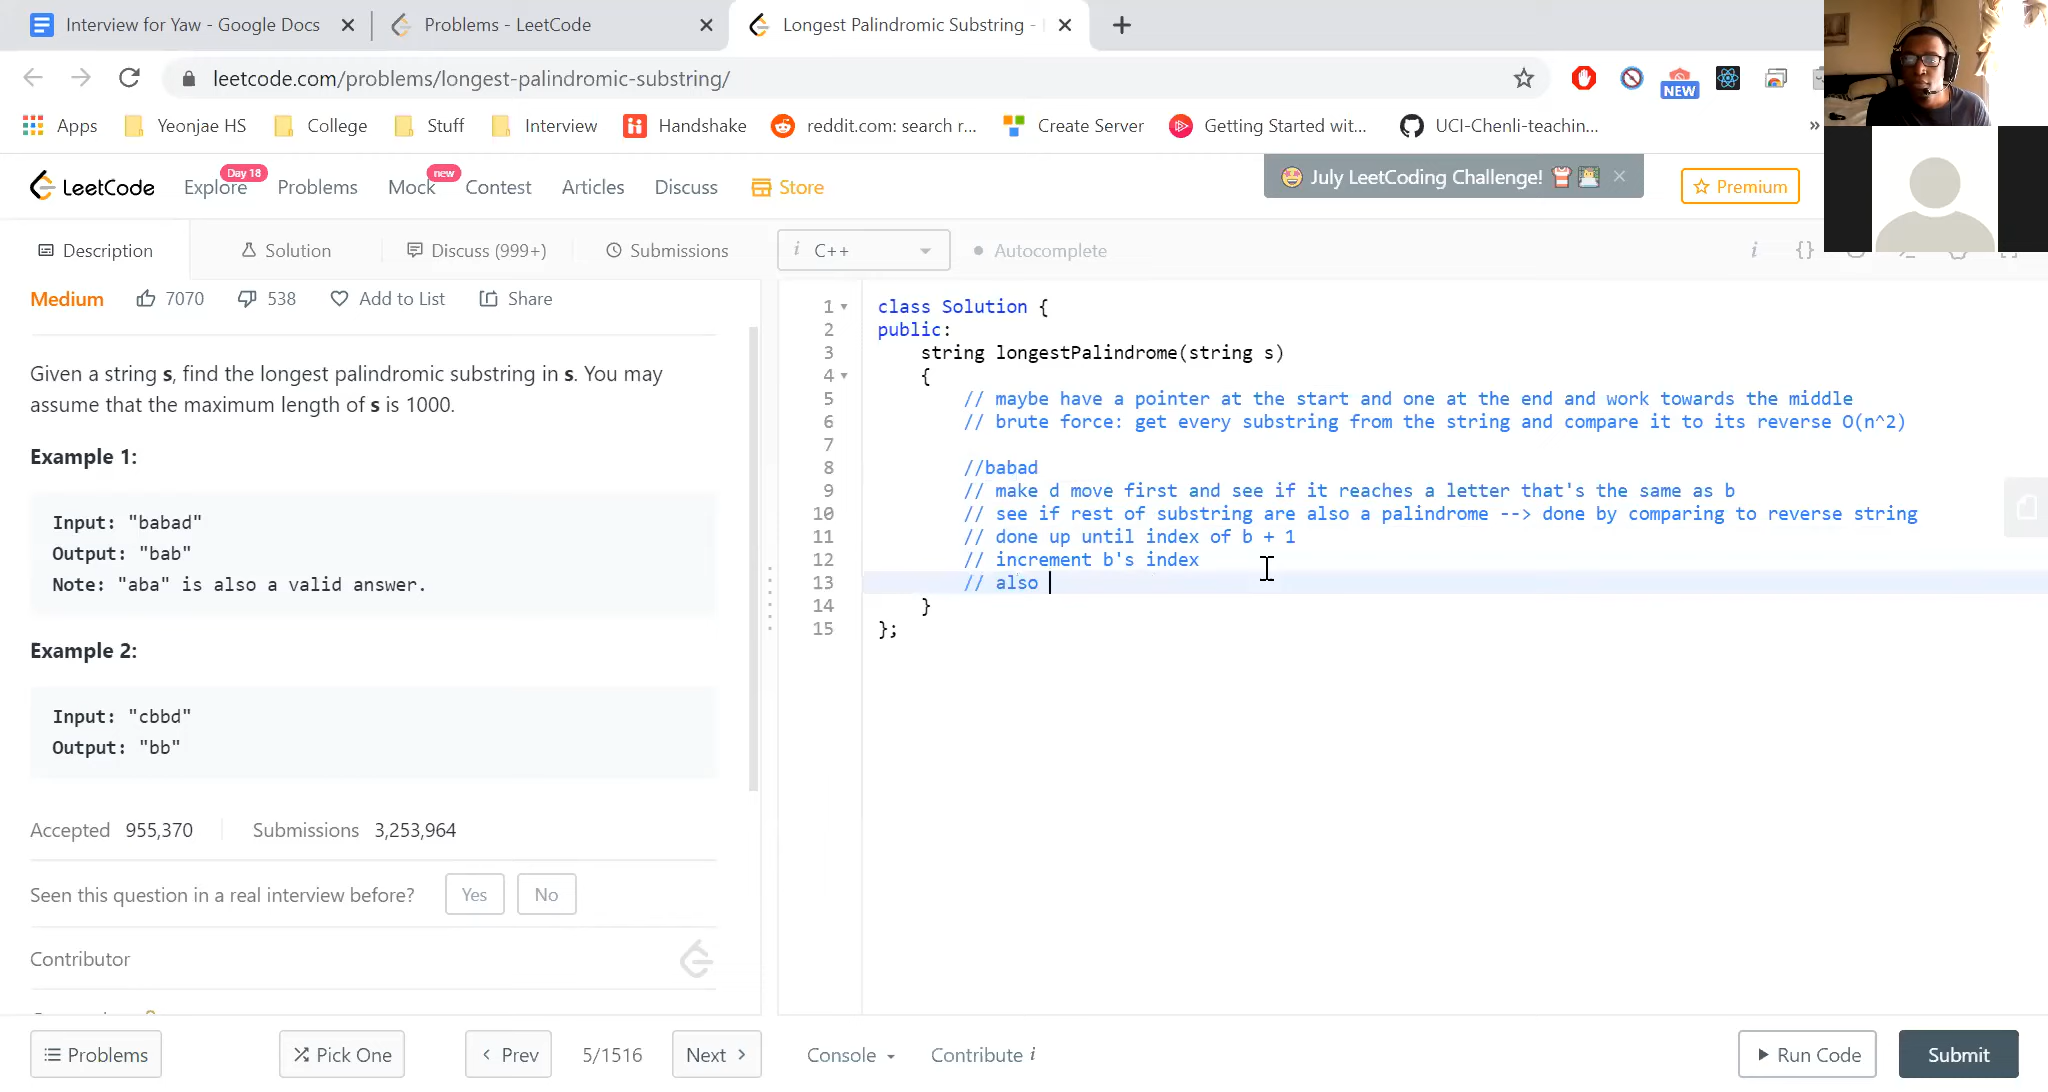 Interview for Yaw - Google Docs
Problems - LeetCode
Longest Palindromic Substring -
leetcode.com/problems/longest-palindromic-substring/
NEW
Apps Yeonjae HS College Stuff Interview Handshake reddit.com: search r... Create Server Getting Started wit... UCI-Chenli-teachin... »
LeetCode Explore Day 18 Problems Mock new Contest Articles Discuss Store July LeetCoding Challenge! Premium
Description Solution Discuss (999+) Submissions
i C++ Autocomplete i {}
Medium 7070 538 Add to List Share
Given a string s, find the longest palindromic substring in s. You may
assume that the maximum length of s is 1000.
Example 1:
Input: "babad"
Output: "bab"
Note: "aba" is also a valid answer.
Example 2:
Input: "cbbd"
Output: "bb"
Accepted 955,370 Submissions 3,253,964
Seen this question in a real interview before? Yes No
Contributor
1 class Solution {
2 public:
3 string longestPalindrome(string s)
4 {
5 // maybe have a pointer at the start and one at the end and work towards the middle
6 // brute force: get every substring from the string and compare it to its reverse O(n^2)
7
8 //babad
9 // make d move first and see if it reaches a letter that's the same as b
10 // see if rest of substring are also a palindrome --> done by comparing to reverse string
11 // done up until index of b + 1
12 // increment b's index
13 // also
14 }
15 };
Problems Pick One Prev 5/1516 Next Console Contribute i Run Code Submit